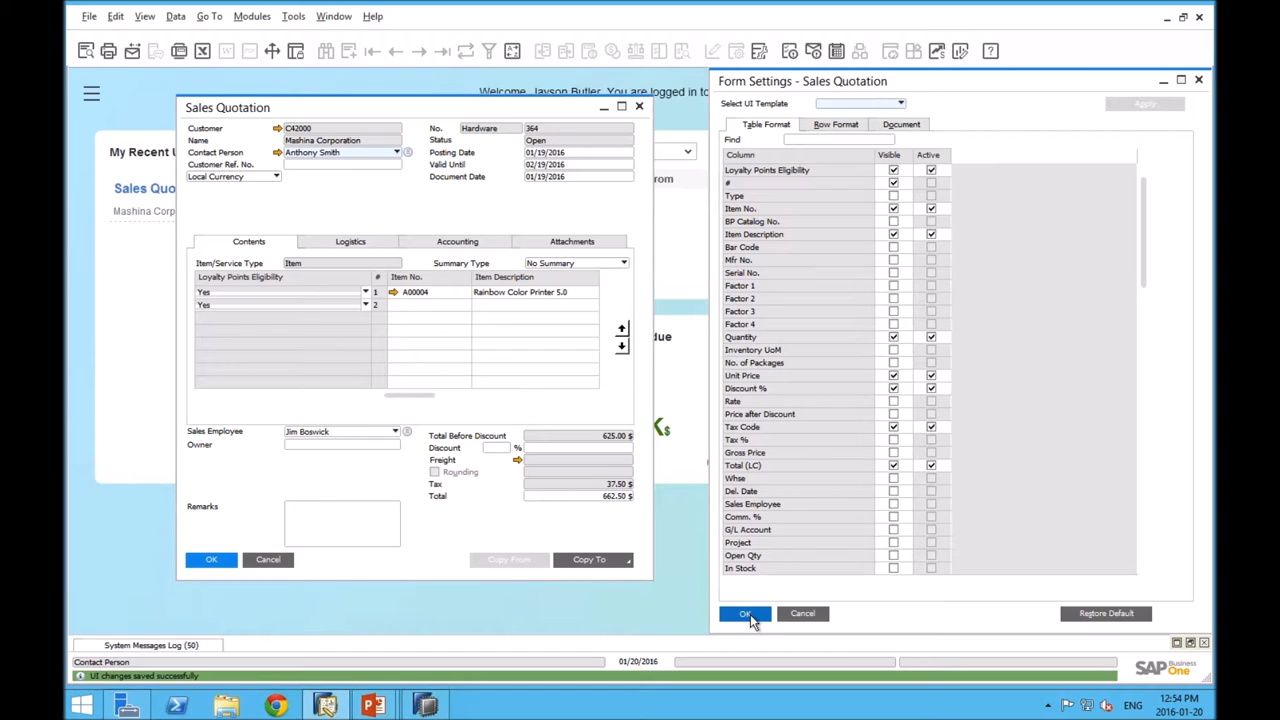 File Edit View Data Go To Modules Tools Window Help
Welcome, Jayson Butler. You are logged in to
My Recent U
Sales Quo
Mashina Corp
rom
due
K$
Sales Quotation
Customer C42000
Name Mashina Corporation
Contact Person Anthony Smith
Customer Ref. No.
Local Currency
No. Hardware 364
Status Open
Posting Date 01/19/2016
Valid Until 02/19/2016
Document Date 01/19/2016
Contents Logistics Accounting Attachments
Item/Service Type Item Summary Type No Summary
Loyalty Points Eligibility # Item No. Item Description
Yes 1 A00004 Rainbow Color Printer 5.0
Yes 2
Sales Employee Jim Boswick
Owner
Total Before Discount 625.00 $
Discount %
Freight
Rounding
Tax 37.50 $
Total 662.50 $
Remarks
OK Cancel Copy From Copy To
Form Settings - Sales Quotation
Select UI Template Apply
Table Format Row Format Document
Find
Column Visible Active
Loyalty Points Eligibility
#
Type
Item No.
BP Catalog No.
Item Description
Bar Code
Mfr No.
Serial No.
Factor 1
Factor 2
Factor 3
Factor 4
Quantity
Inventory UoM
No. of Packages
Unit Price
Discount %
Rate
Price after Discount
Tax Code
Tax %
Gross Price
Total (LC)
Whse
Del. Date
Sales Employee
Comm. %
G/L Account
Project
Open Qty
In Stock
OK Cancel Restore Default
System Messages Log (50)
Contact Person 01/20/2016
UI changes saved successfully
SAP Business One
ENG 12:54 PM
2016-01-20